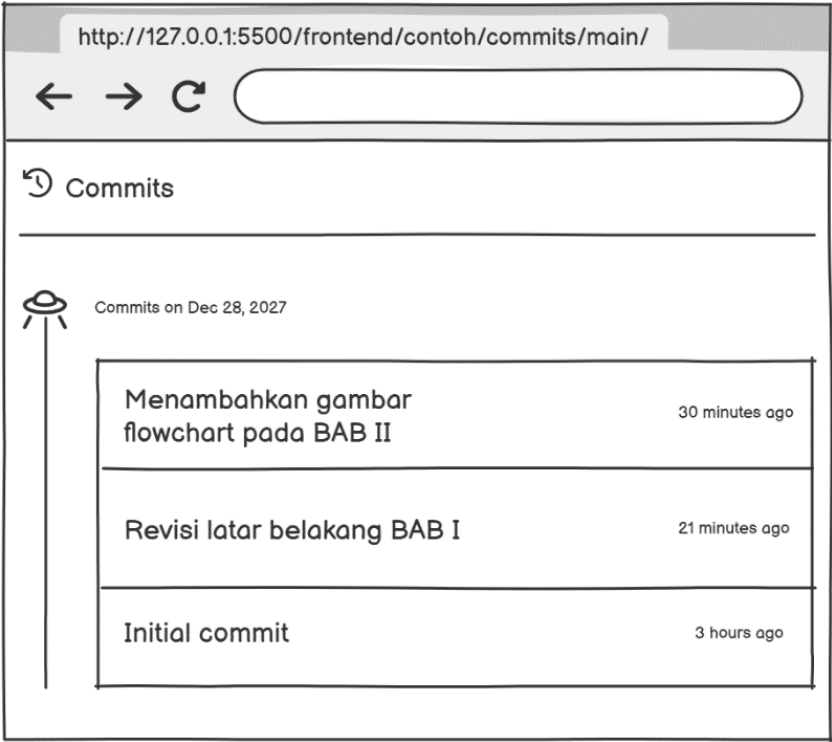 http://127.0.0.1:5500/frontend/contoh/commits/main/
Commits
Commits on Dec 28, 2027
Menambahkan gambar
flowchart pada BAB II
30 minutes ago
Revisi latar belakang BAB I
21 minutes ago
Initial commit
3 hours ago